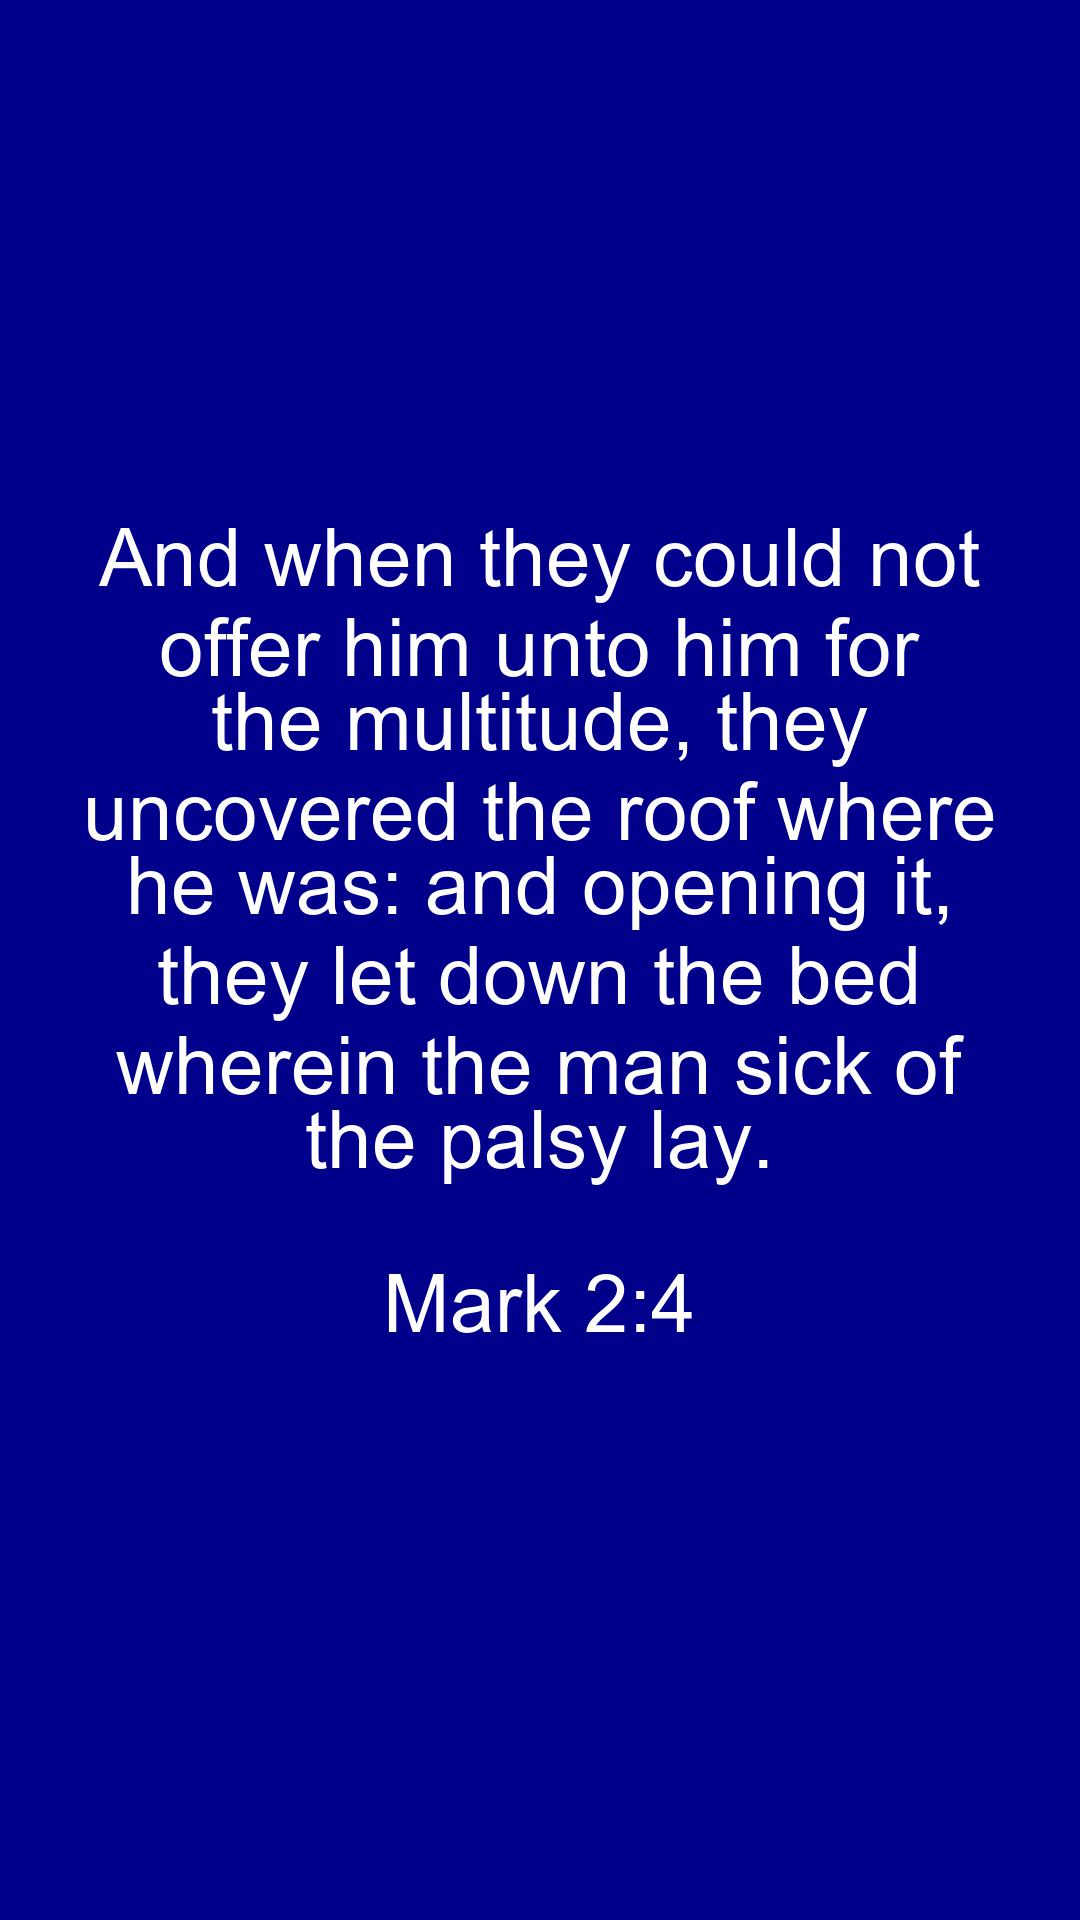 And when they could not
offer him unto him for
the multitude, they
uncovered the roof where
he was: and opening it,
they let down the bed
wherein the man sick of
the palsy lay.
Mark 2:4